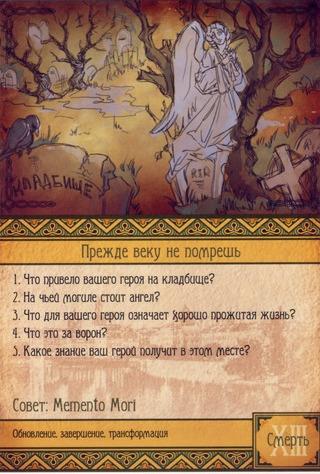 КЛАДБИЩЕ
RIP
Прежде веку не помрешь
1. Что привело вашего героя на кладбище?
2. На чьей могиле стоит ангел?
3. Что для вашего героя означает хорошо прожитая жизнь?
4. Что это за ворон?
5. Какое знание ваш герой получит в этом месте?
Совет: Memento Mori
Обновление, завершение, трансформация
XIII
Смерть